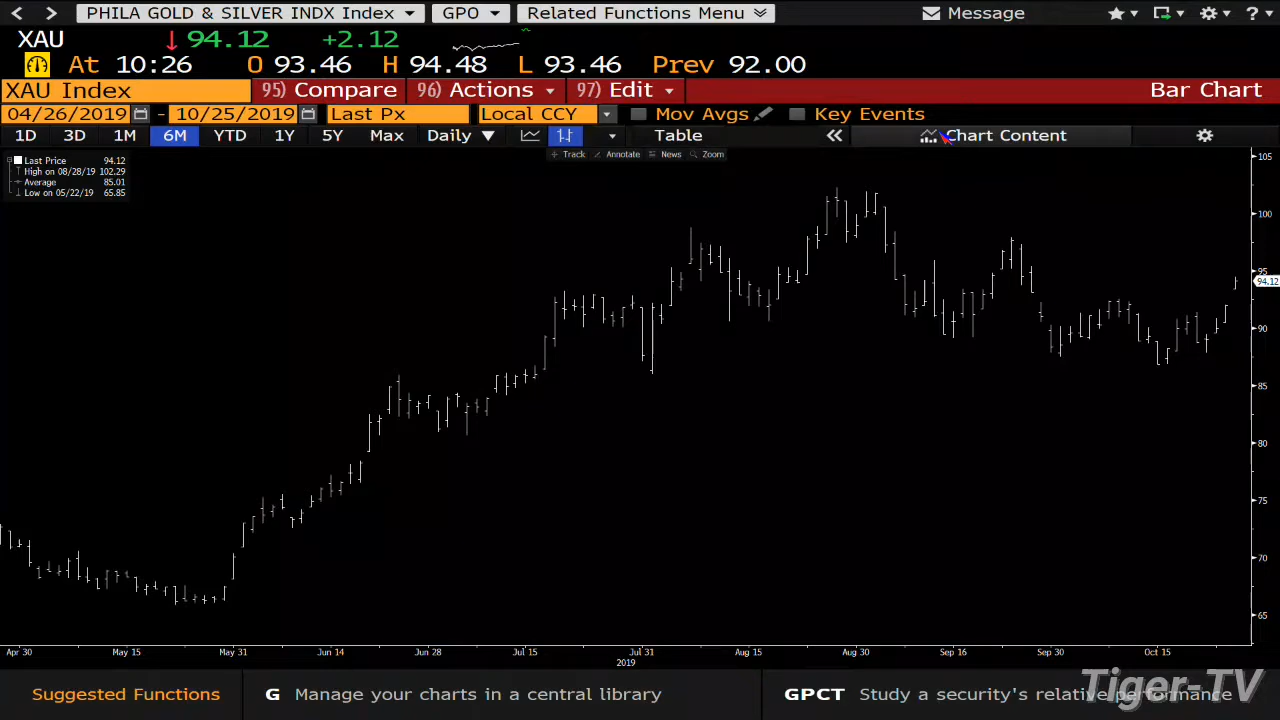 PHILA GOLD & SILVER INDX Index GPO Related Functions Menu Message ?
XAU 94.12 +2.12
At 10:26 O 93.46 H 94.48 L 93.46 Prev 92.00
XAU Index 95) Compare 96) Actions 97) Edit Bar Chart
04/26/2019 - 10/25/2019 Last Px Local CCY Mov Avgs Key Events
1D 3D 1M 6M YTD 1Y 5Y Max Daily Table Chart Content
Track Annotate News Zoom
Last Price 94.12
High on 08/28/19 102.29
Average 85.01
Low on 05/22/19 65.85
105
100
95
94.12
90
85
80
75
70
65
Apr 30 May 15 May 31 Jun 14 Jun 28 Jul 15 Jul 31 Aug 15 Aug 30 Sep 16 Sep 30 Oct 15
2019
Suggested Functions G Manage your charts in a central library GPCT Study a security's relative performance
Tiger-TV